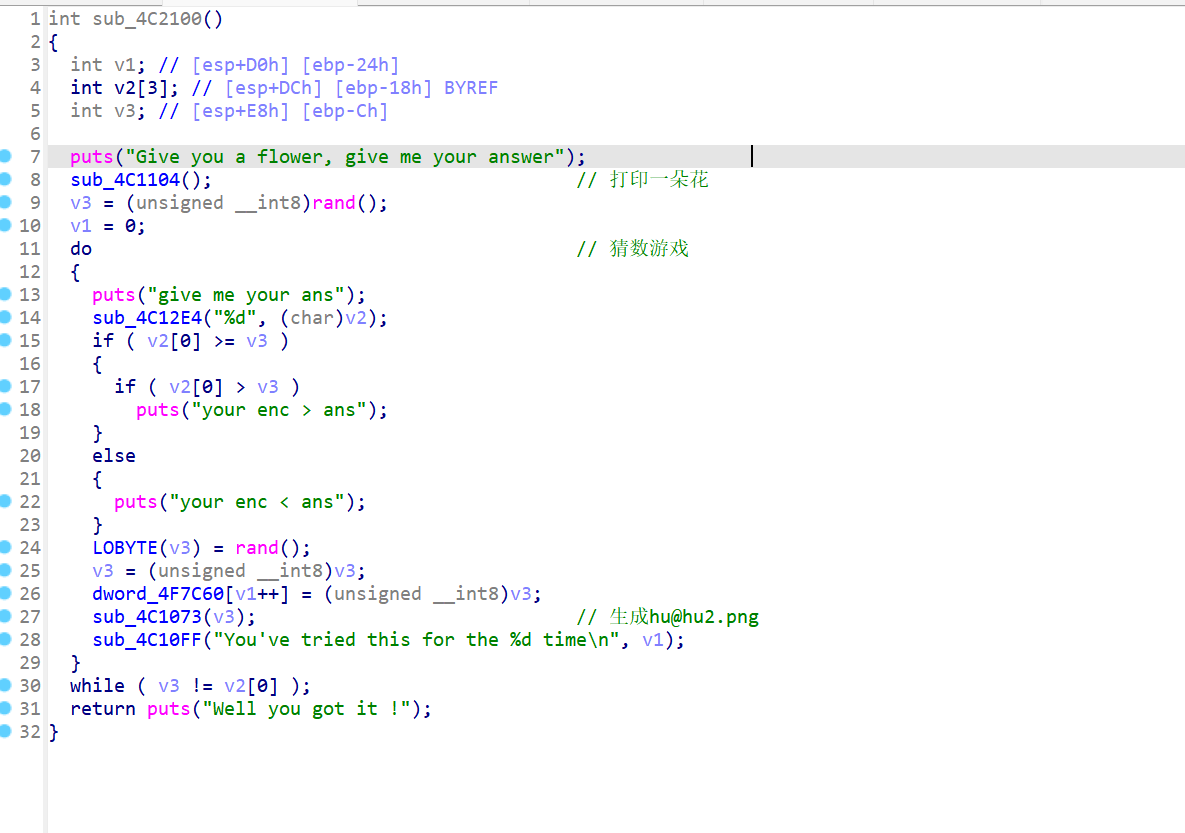 1 int sub_4C2100()
2 {
3   int v1; // [esp+D0h] [ebp-24h]
4   int v2[3]; // [esp+DCh] [ebp-18h] BYREF
5   int v3; // [esp+E8h] [ebp-Ch]
6
7   puts("Give you a flower, give me your answer");
8   sub_4C1104();                                 // 打印一朵花
9   v3 = (unsigned __int8)rand();
10   v1 = 0;
11   do                                            // 猜数游戏
12   {
13     puts("give me your ans");
14     sub_4C12E4("%d", (char)v2);
15     if ( v2[0] >= v3 )
16     {
17       if ( v2[0] > v3 )
18         puts("your enc > ans");
19     }
20     else
21     {
22       puts("your enc < ans");
23     }
24     LOBYTE(v3) = rand();
25     v3 = (unsigned __int8)v3;
26     dword_4F7C60[v1++] = (unsigned __int8)v3;
27     sub_4C1073(v3);                             // 生成hu@hu2.png
28     sub_4C10FF("You've tried this for the %d time\n", v1);
29   }
30   while ( v3 != v2[0] );
31   return puts("Well you got it !");
32 }